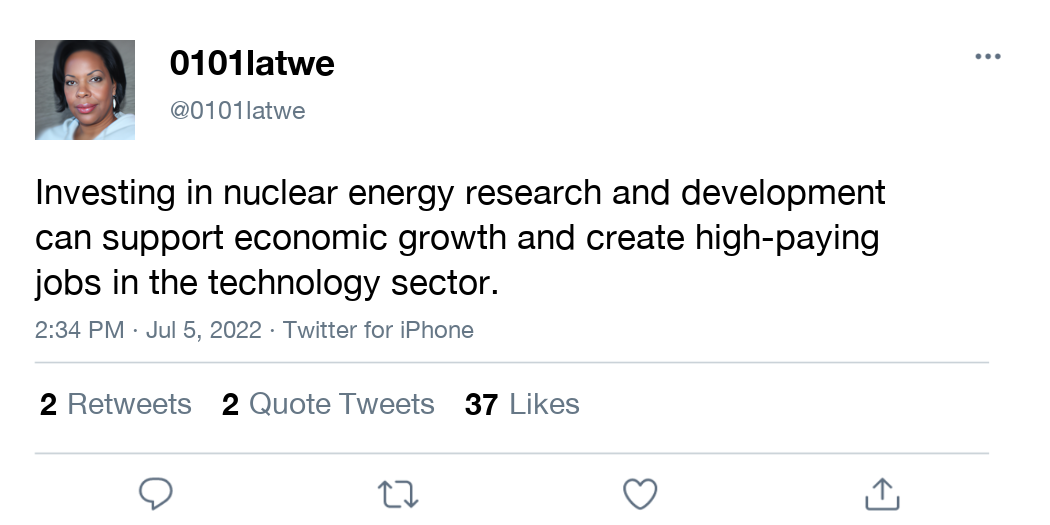 0101latwe
@0101latwe
Investing in nuclear energy research and development
can support economic growth and create high-paying
jobs in the technology sector.
2:34 PM · Jul 5, 2022 · Twitter for iPhone
2 Retweets 2 Quote Tweets 37 Likes